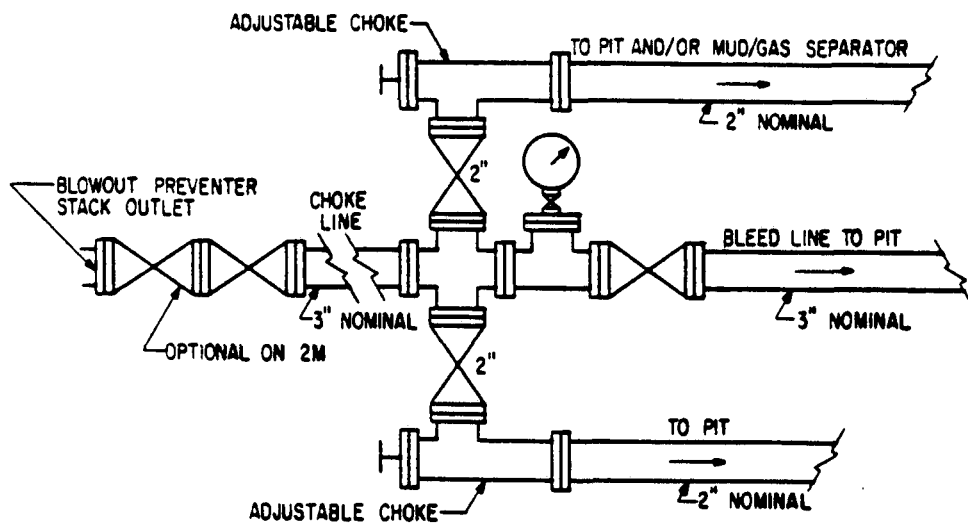 ADJUSTABLE CHOKE
TO PIT AND/OR MUD/GAS SEPARATOR
2" NOMINAL
2"
BLOWOUT PREVENTER
STACK OUTLET
CHOKE
LINE
BLEED LINE TO PIT
3" NOMINAL
3" NOMINAL
OPTIONAL ON 2M
2"
TO PIT
2" NOMINAL
ADJUSTABLE CHOKE